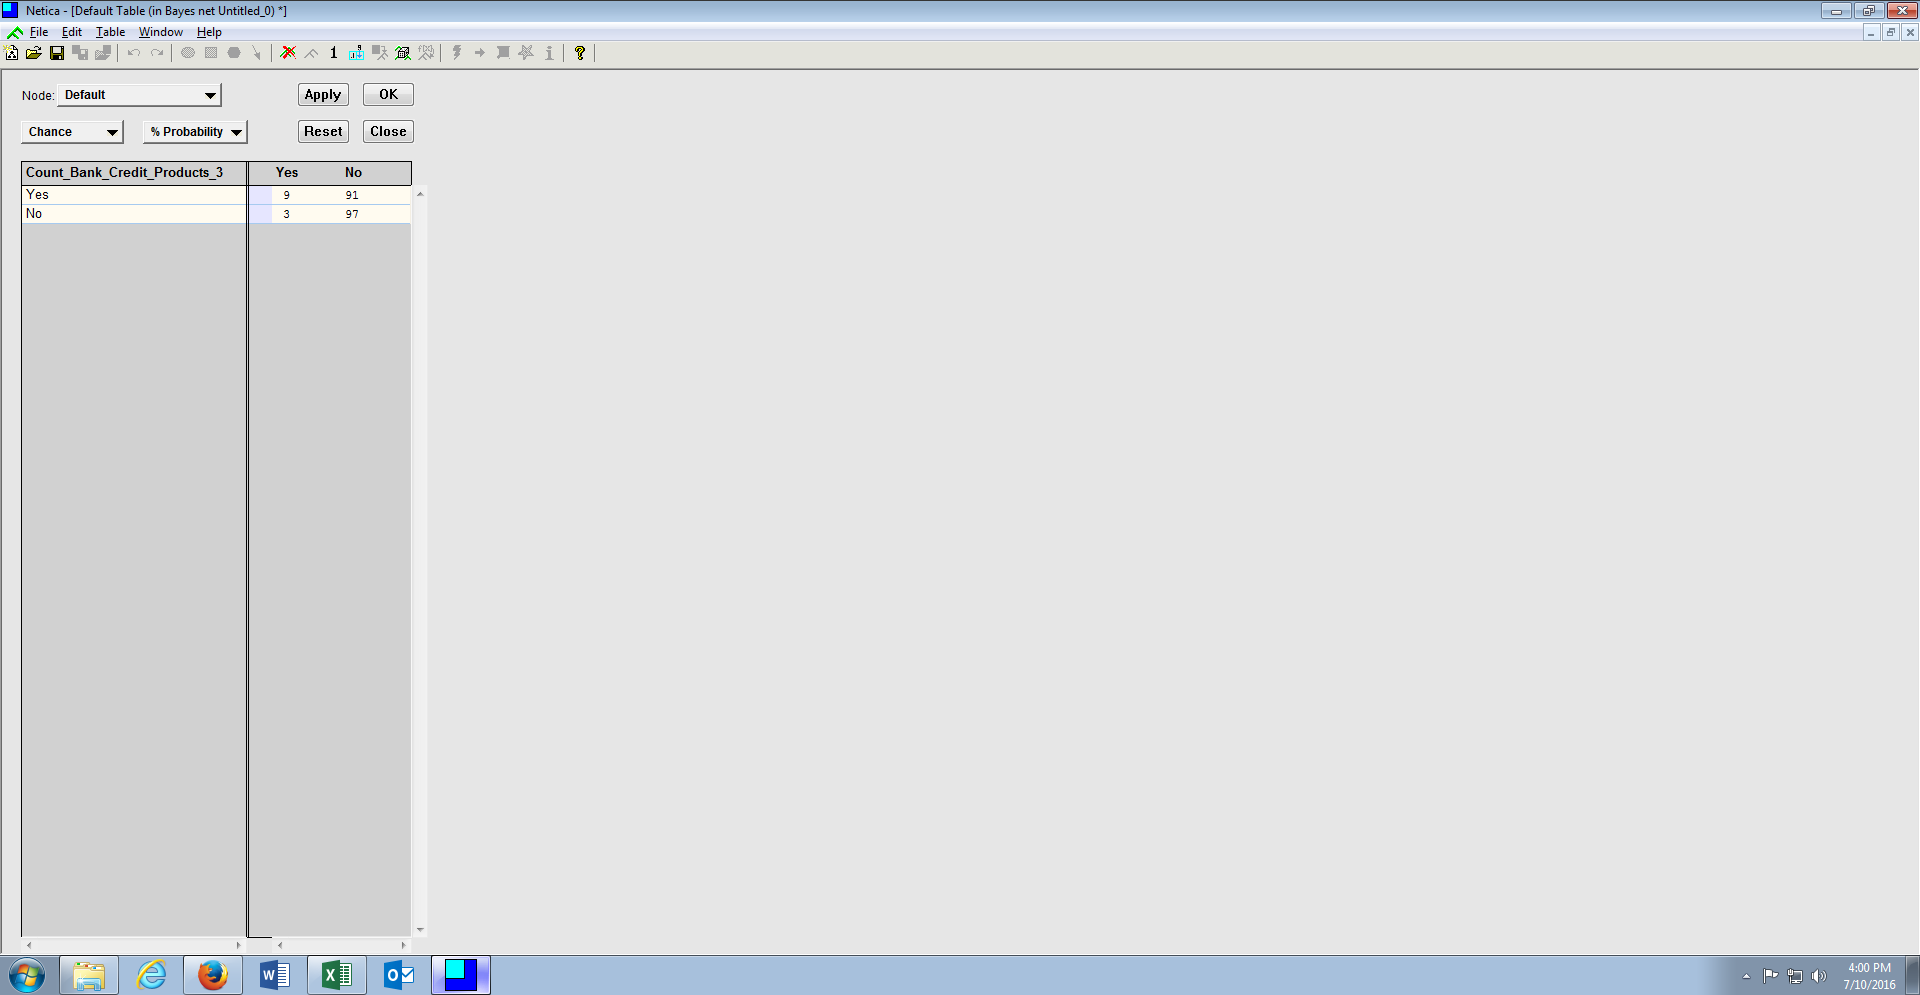 Netica - [Default Table (in Bayes net Untitled_0) *]
File Edit Table Window Help
1 f(x) ?
Node: Default Apply OK
Chance % Probability Reset Close
Count_Bank_Credit_Products_3 Yes No
Yes 9 91
No 3 97
4:00 PM
7/10/2016